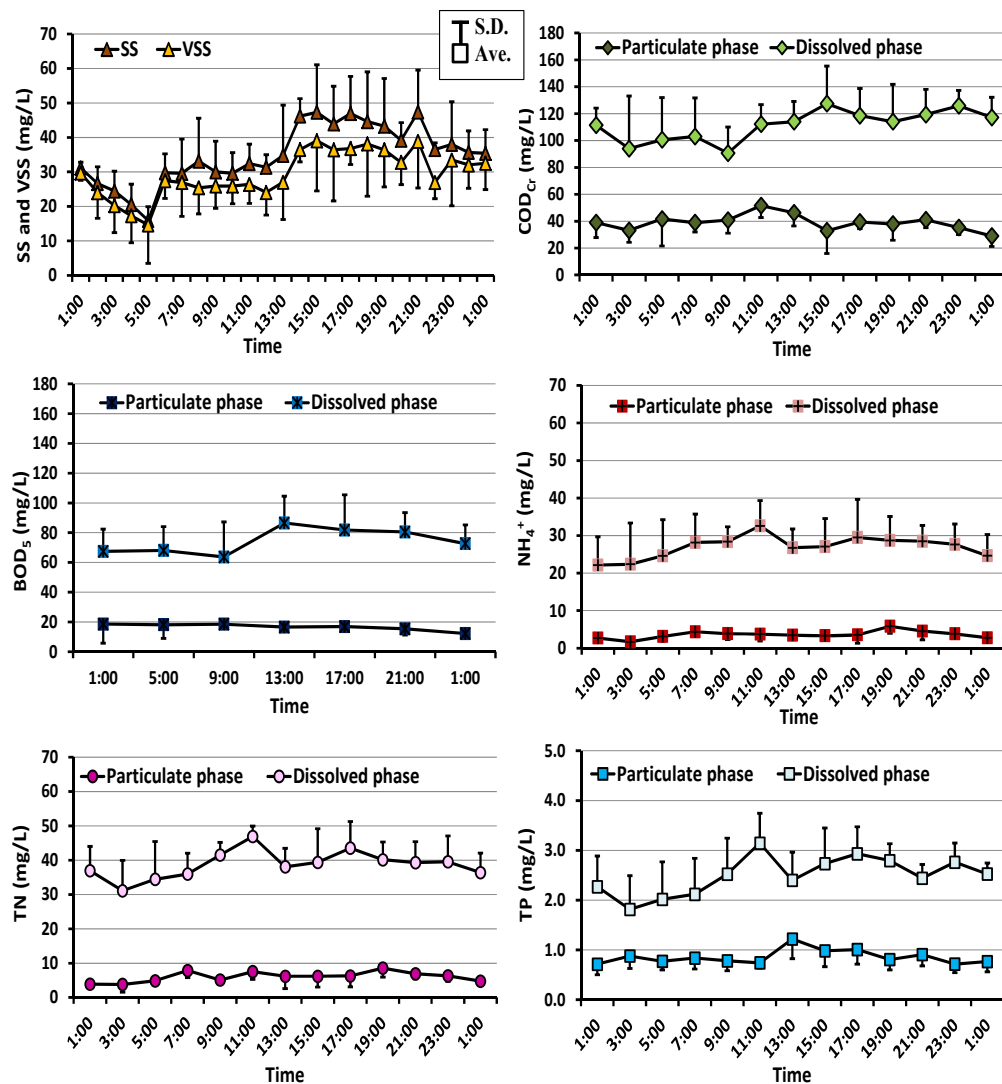 S.D.
Ave.
SS VSS
SS and VSS (mg/L)
70
60
50
40
30
20
10
0
1:00 3:00 5:00 7:00 9:00 11:00 13:00 15:00 17:00 19:00 21:00 23:00 1:00
Time
Particulate phase Dissolved phase
COD_Cr (mg/L)
180
160
140
120
100
80
60
40
20
0
1:00 3:00 5:00 7:00 9:00 11:00 13:00 15:00 17:00 19:00 21:00 23:00 1:00
Time
Particulate phase Dissolved phase
BOD_5 (mg/L)
180
160
140
120
100
80
60
40
20
0
1:00 5:00 9:00 13:00 17:00 21:00 1:00
Time
Particulate phase Dissolved phase
NH_4^+ (mg/L)
70
60
50
40
30
20
10
0
1:00 3:00 5:00 7:00 9:00 11:00 13:00 15:00 17:00 19:00 21:00 23:00 1:00
Time
Particulate phase Dissolved phase
TN (mg/L)
70
60
50
40
30
20
10
0
1:00 3:00 5:00 7:00 9:00 11:00 13:00 15:00 17:00 19:00 21:00 23:00 1:00
Time
Particulate phase Dissolved phase
TP (mg/L)
5.0
4.0
3.0
2.0
1.0
0.0
1:00 3:00 5:00 7:00 9:00 11:00 13:00 15:00 17:00 19:00 21:00 23:00 1:00
Time